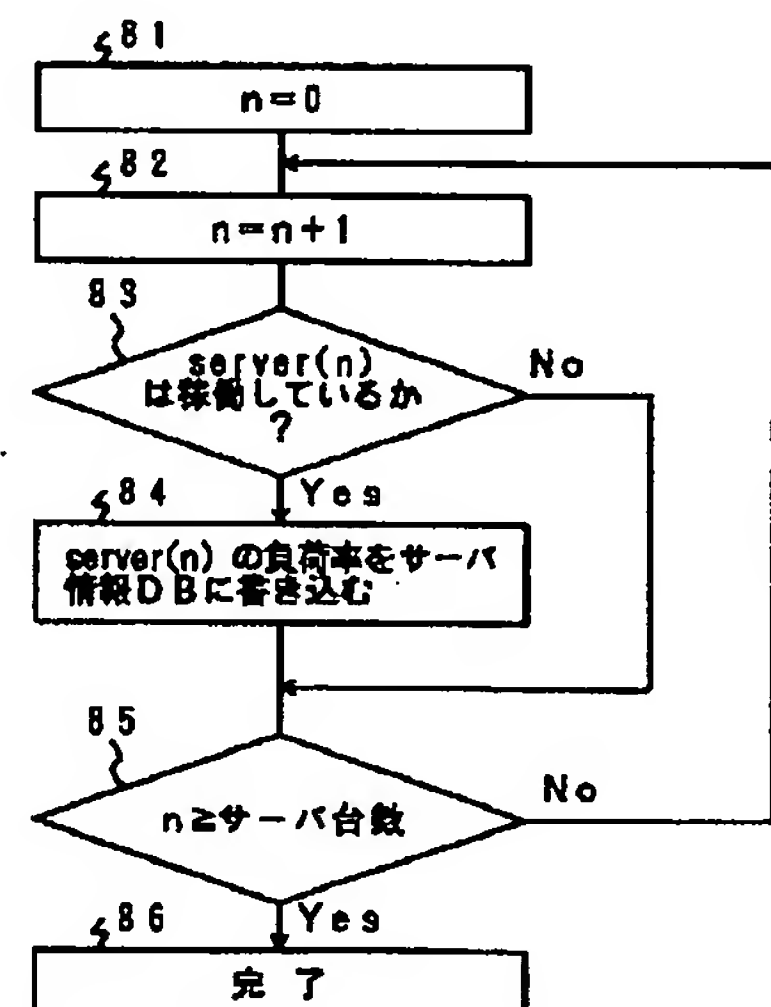 81
n=0
82
n=n+1
83
server(n)
は稼働しているか
?
No
Yes
84
server(n) の負荷率をサーバ
情報DBに書き込む
85
n≧サーバ台数
No
Yes
86
完了